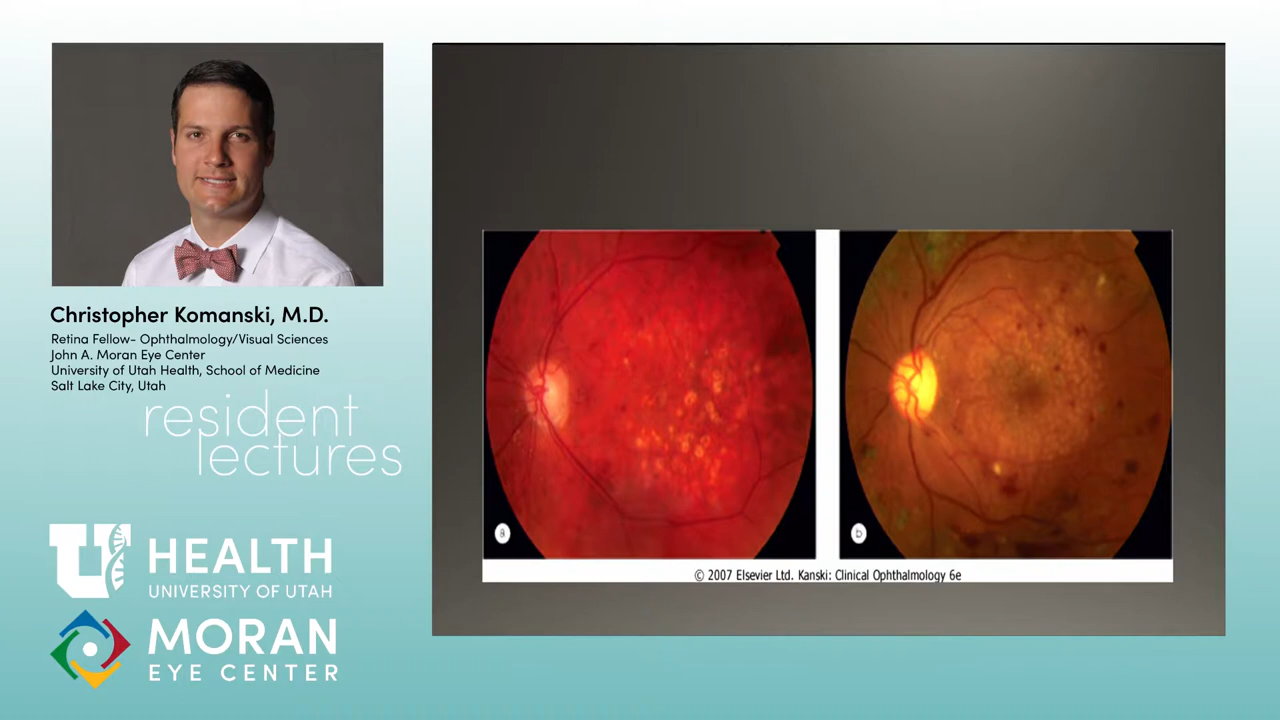 Christopher Komanski, M.D.
Retina Fellow- Ophthalmology/Visual Sciences
John A. Moran Eye Center
University of Utah Health, School of Medicine
Salt Lake City, Utah
resident
lectures
U HEALTH
UNIVERSITY OF UTAH
MORAN
EYE CENTER
a
b
© 2007 Elsevier Ltd. Kanski: Clinical Ophthalmology 6e